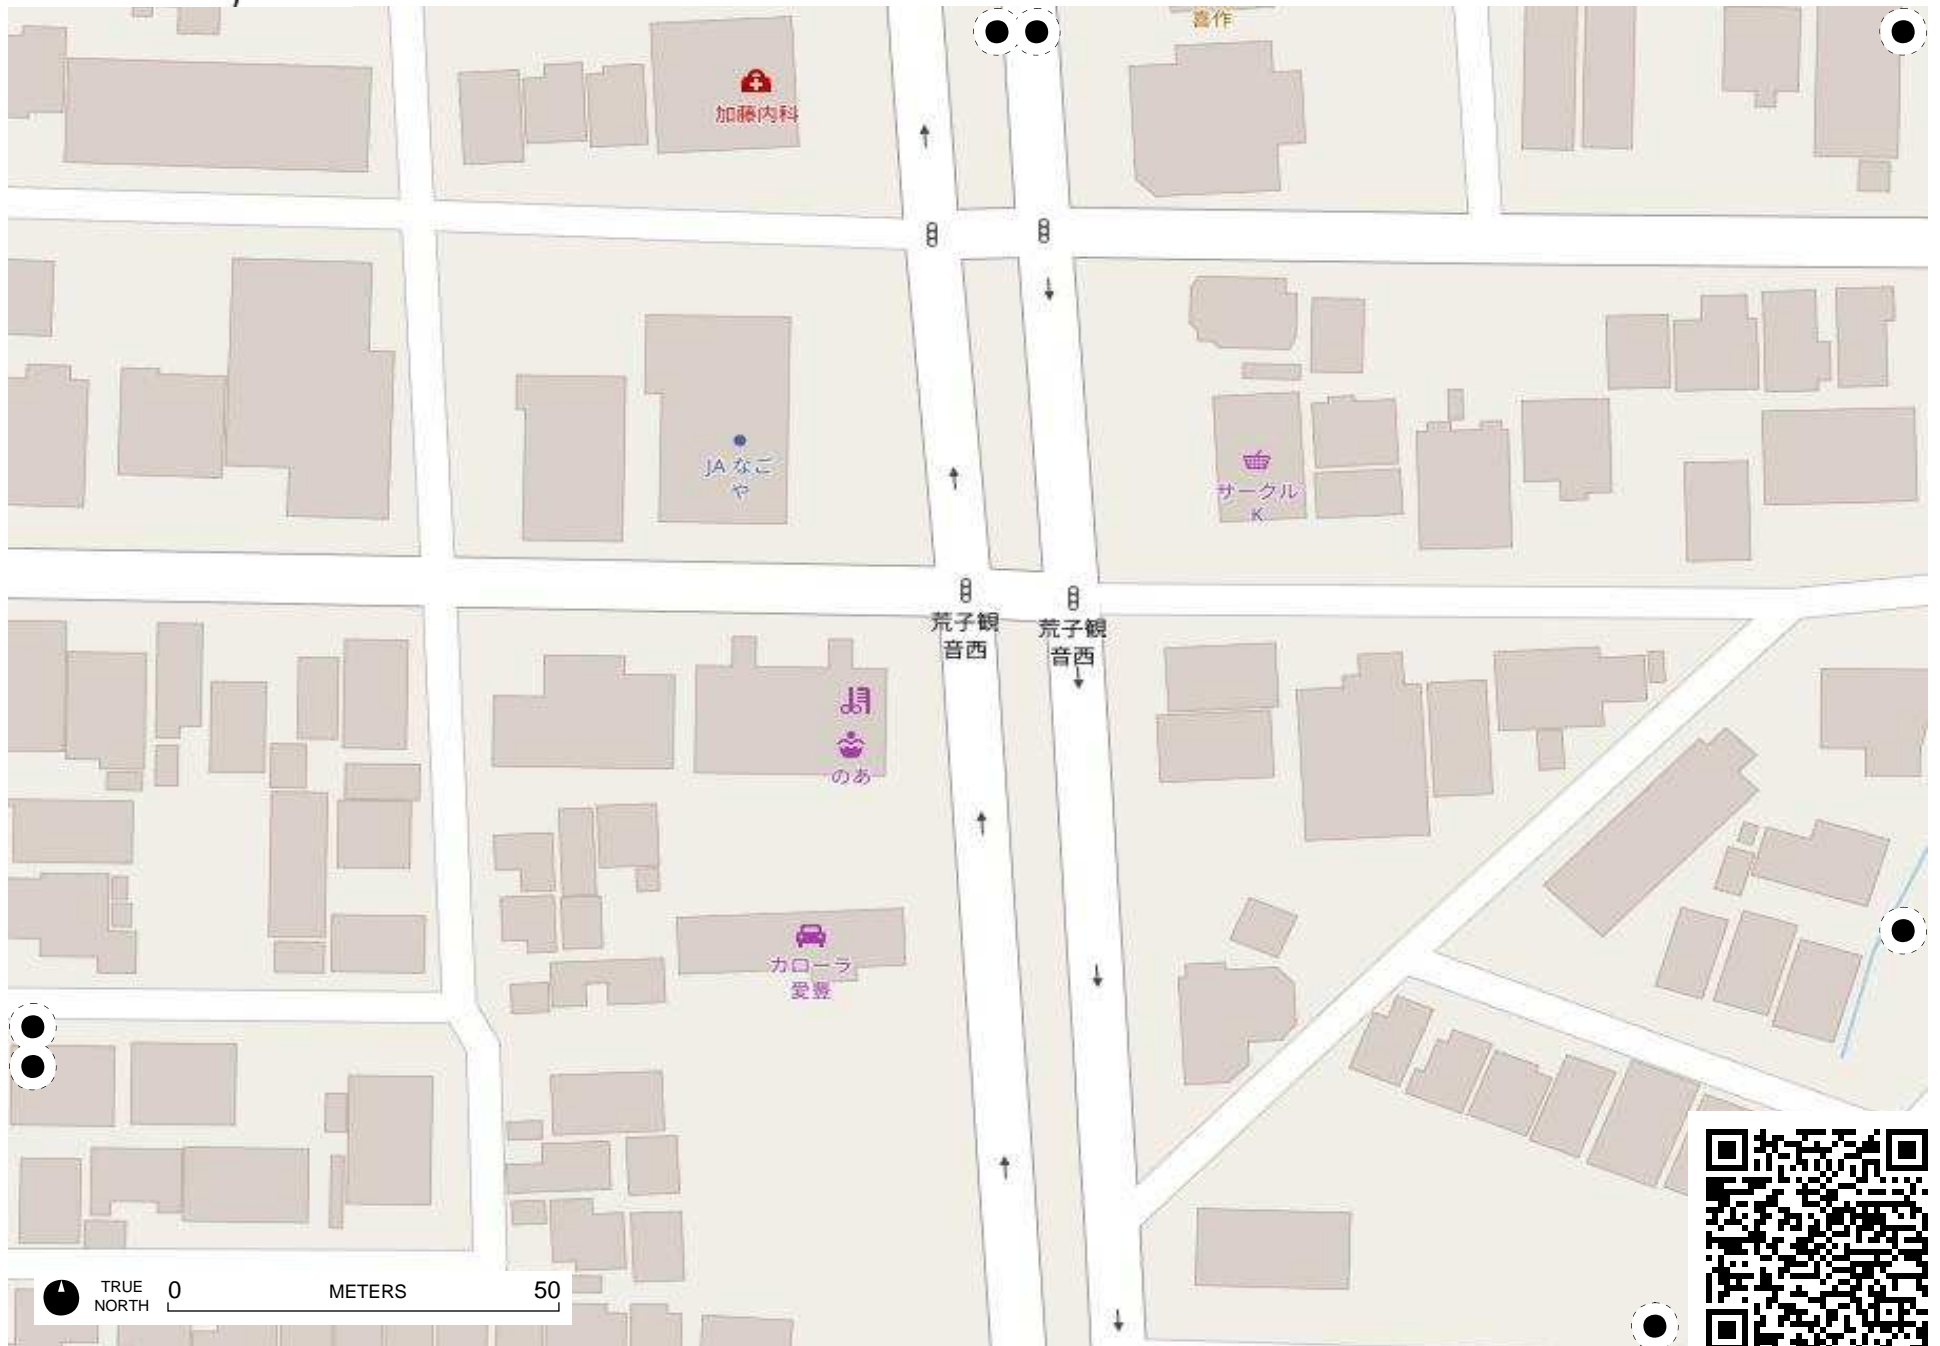 喜作
加藤内科
JA なご
や
サークル
K
荒子観
音西
荒子観
音西
のあ
カローラ
愛豊
TRUE
NORTH
0
METERS
50